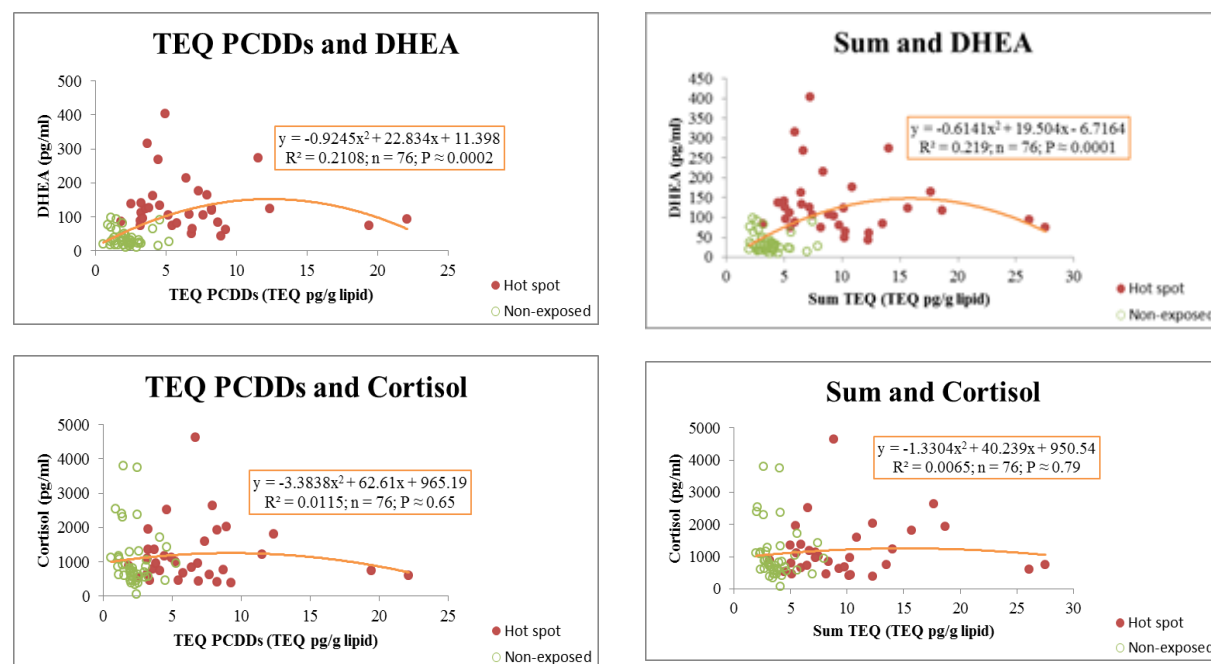 TEQ PCDDs and DHEA
500
400
300
200
100
0
DHEA (pg/ml)
y = -0.9245x² + 22.834x + 11.398
R² = 0.2108; n = 76; P ≈ 0.0002
0 5 10 15 20 25
TEQ PCDDs (TEQ pg/g lipid)
Hot spot
Non-exposed
Sum and DHEA
450
400
350
300
250
200
150
100
50
0
DHEA (pg/ml)
y = -0.6141x² + 19.504x - 6.7164
R² = 0.219; n = 76; P ≈ 0.0001
0 5 10 15 20 25 30
Sum TEQ (TEQ pg/g lipid)
Hot spot
Non-exposed
TEQ PCDDs and Cortisol
5000
4000
3000
2000
1000
0
Cortisol (pg/ml)
y = -3.3838x² + 62.61x + 965.19
R² = 0.0115; n = 76; P ≈ 0.65
0 5 10 15 20 25
TEQ PCDDs (TEQ pg/g lipid)
Hot spot
Non-exposed
Sum and Cortisol
5000
4000
3000
2000
1000
0
Cortisol (pg/ml)
y = -1.3304x² + 40.239x + 950.54
R² = 0.0065; n = 76; P ≈ 0.79
0 5 10 15 20 25 30
Sum TEQ (TEQ pg/g lipid)
Hot spot
Non-exposed